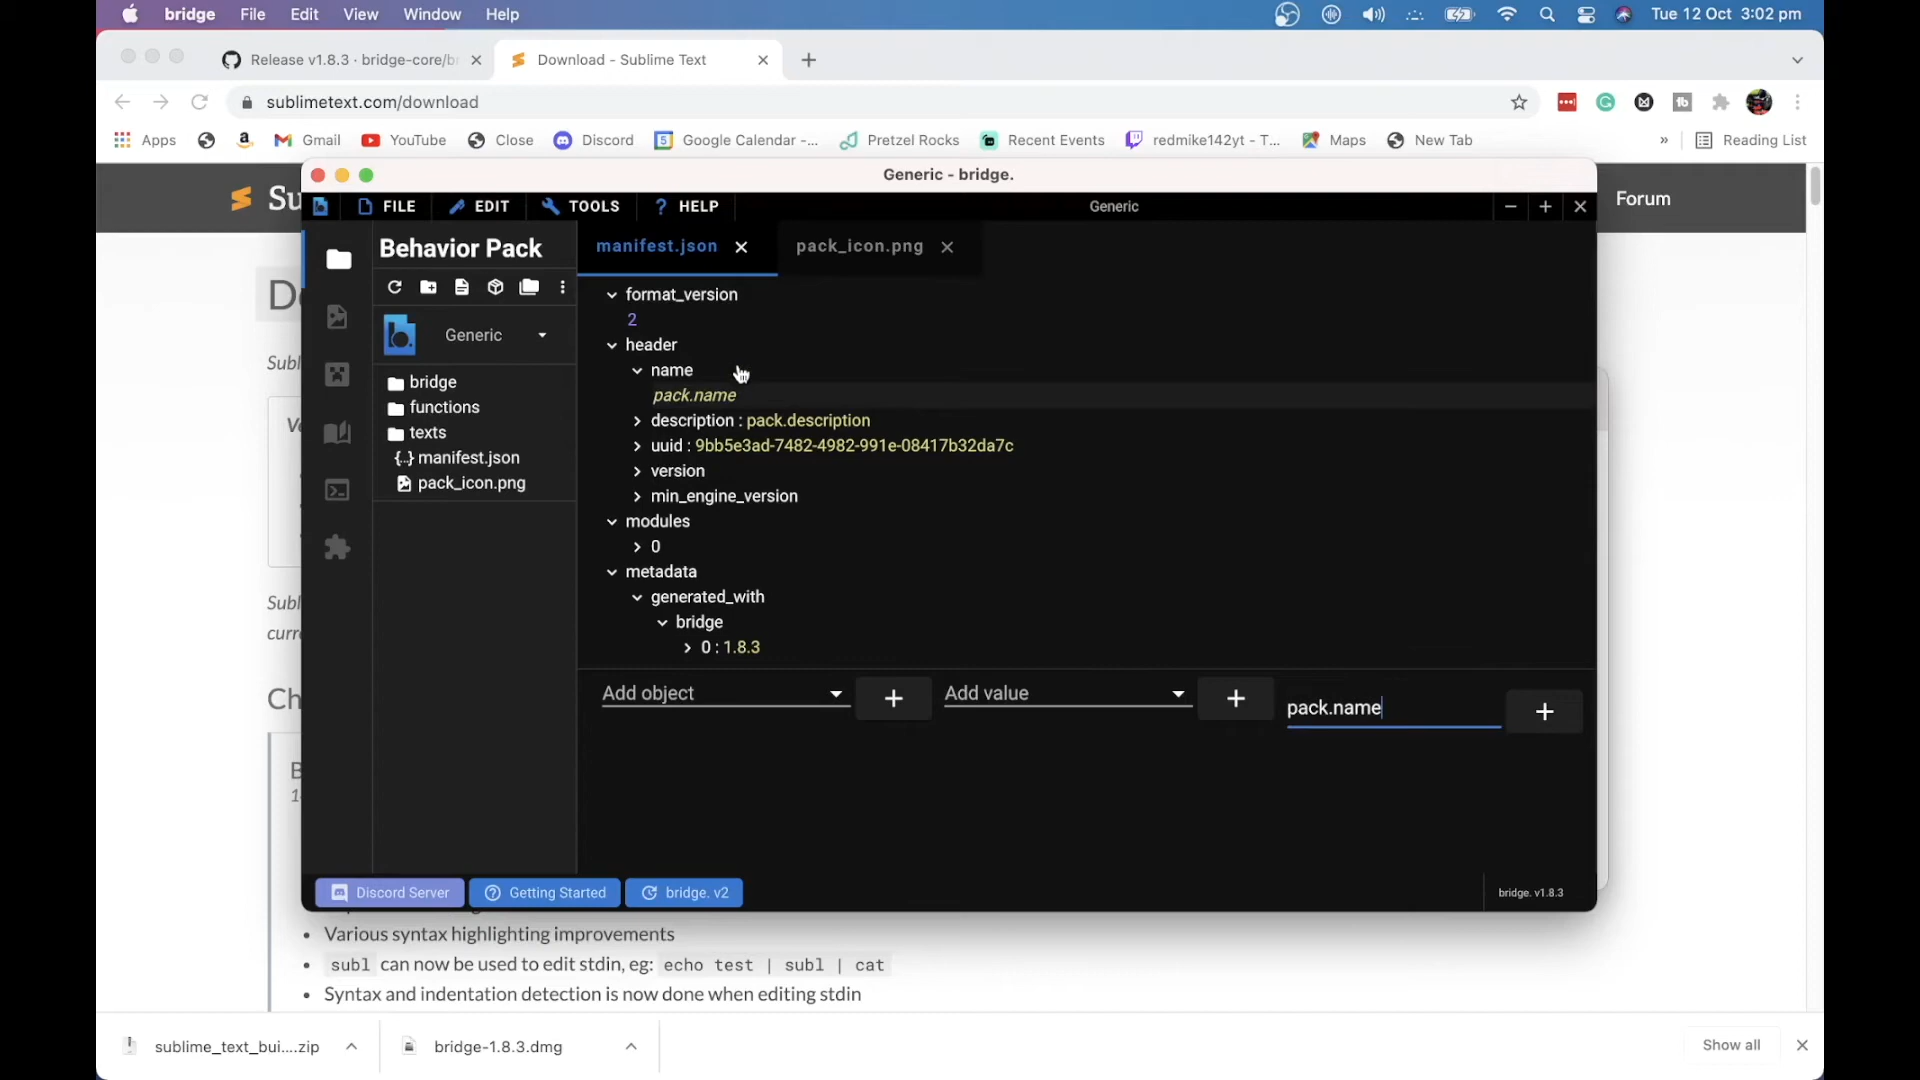 bridge File Edit View Window Help Tue 12 Oct 3:02 pm
Release v1.8.3 · bridge-core/b
Download - Sublime Text
sublimetext.com/download
Apps Gmail YouTube Close Discord Google Calendar -... Pretzel Rocks Recent Events redmike142yt - T... Maps New Tab » Reading List
Generic - bridge.
Su
Forum
FILE EDIT TOOLS ? HELP Generic
Behavior Pack
manifest.json
pack_icon.png
Generic
bridge
functions
texts
{..} manifest.json
pack_icon.png
format_version
2
header
name
pack.name
description : pack.description
uuid : 9bb5e3ad-7482-4982-991e-08417b32da7c
version
min_engine_version
modules
0
metadata
generated_with
bridge
0 : 1.8.3
Add object + Add value + pack.name +
D
Subl
Ve
Subl
curre
Ch
B
1
Discord Server Getting Started bridge. v2 bridge. v1.8.3
• Various syntax highlighting improvements
• subl can now be used to edit stdin, eg: echo test | subl | cat
• Syntax and indentation detection is now done when editing stdin
sublime_text_bui....zip bridge-1.8.3.dmg Show all